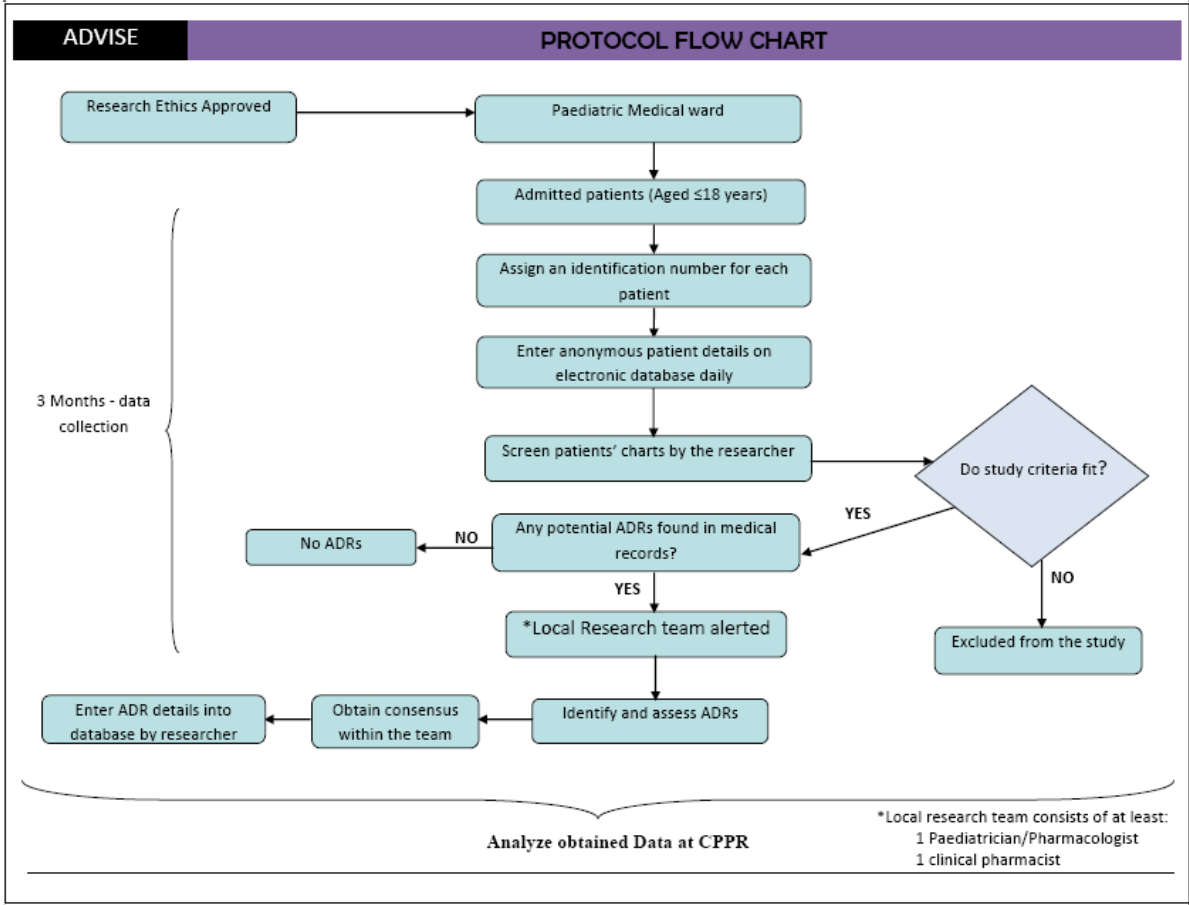 ADVISE
PROTOCOL FLOW CHART
Research Ethics Approved
Paediatric Medical ward
Admitted patients (Aged ≤18 years)
Assign an identification number for each
patient
Enter anonymous patient details on
electronic database daily
3 Months - data
collection
Screen patients’ charts by the researcher
Do study criteria fit?
YES
Any potential ADRs found in medical
records?
NO
No ADRs
YES
NO
*Local Research team alerted
Excluded from the study
Identify and assess ADRs
Obtain consensus
within the team
Enter ADR details into
database by researcher
Analyze obtained Data at CPPR
*Local research team consists of at least:
1 Paediatrician/Pharmacologist
1 clinical pharmacist